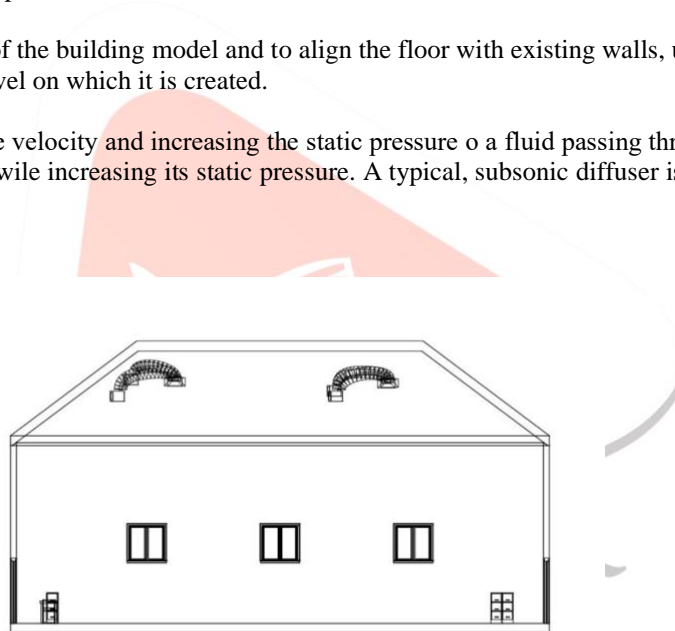 of the building model and to align the floor with existing walls,
vel on which it is created.
e velocity and increasing the static pressure o a fluid passing thr
wile increasing its static pressure. A typical, subsonic diffuser is